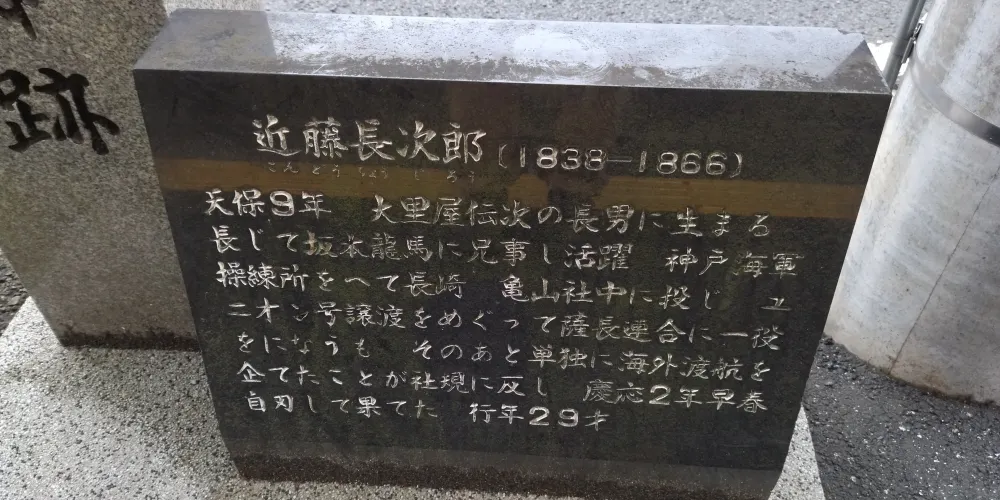 跡
近藤長次郎(1838—1866)
こんどうちょうじろう
天保9年　大里屋伝次の長男に生まる
長じて坂本龍馬に兄事し活躍　神戸海軍
操練所をへて長崎　亀山社中に投じ　ユ
ニオン号譲渡をめぐって薩長連合に一役
をになうも　そのあと単独に海外渡航を
企てたことが社規に反し　慶応2年早春
自刃して果てた　行年29才